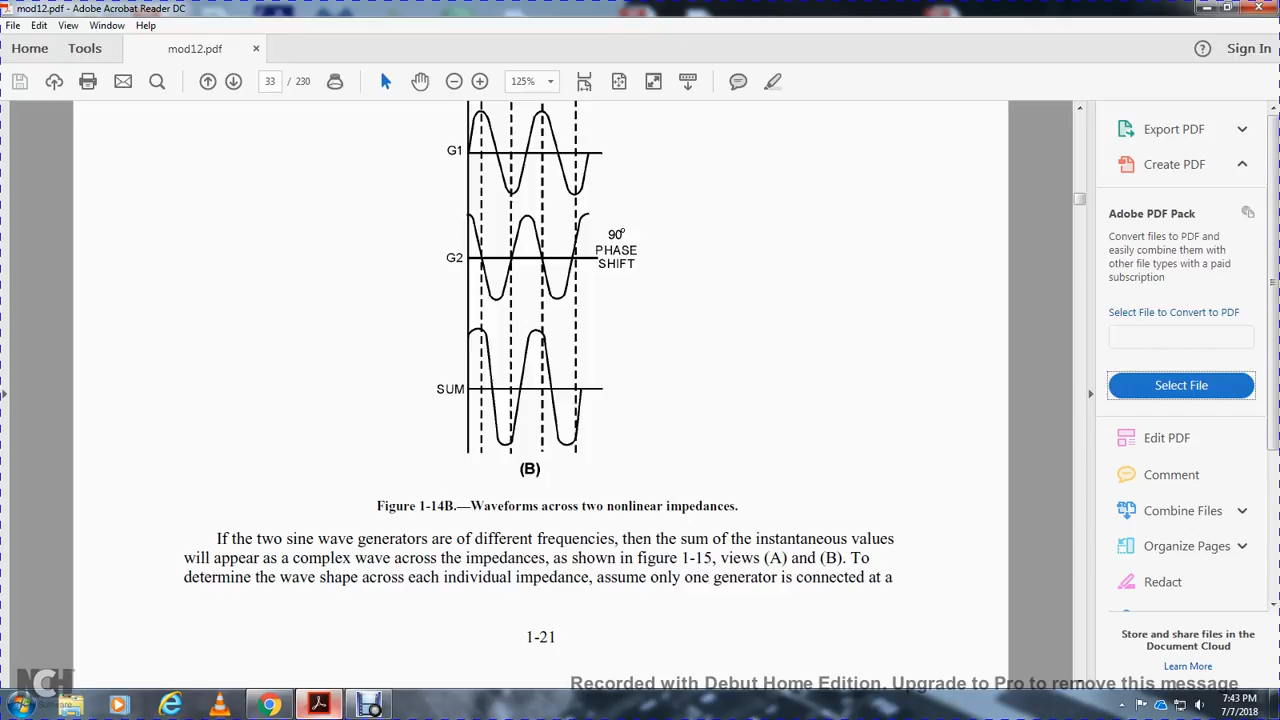 mod12.pdf - Adobe Acrobat Reader DC
File Edit View Window Help
Home Tools mod12.pdf × Sign In
33 / 230 125%
G1
G2
90°
PHASE
SHIFT
SUM
(B)
Figure 1-14B.—Waveforms across two nonlinear impedances.
If the two sine wave generators are of different frequencies, then the sum of the instantaneous values
will appear as a complex wave across the impedances, as shown in figure 1-15, views (A) and (B). To
determine the wave shape across each individual impedance, assume only one generator is connected at a
1-21
Export PDF
Create PDF
Adobe PDF Pack
Convert files to PDF and
easily combine them with
other file types with a paid
subscription
Select File to Convert to PDF
Select File
Edit PDF
Comment
Combine Files
Organize Pages
Redact
Store and share files in the
Document Cloud
Learn More
NCH
Software
Recorded with Debut Home Edition. Upgrade to Pro to remove this message
7:43 PM
7/7/2018